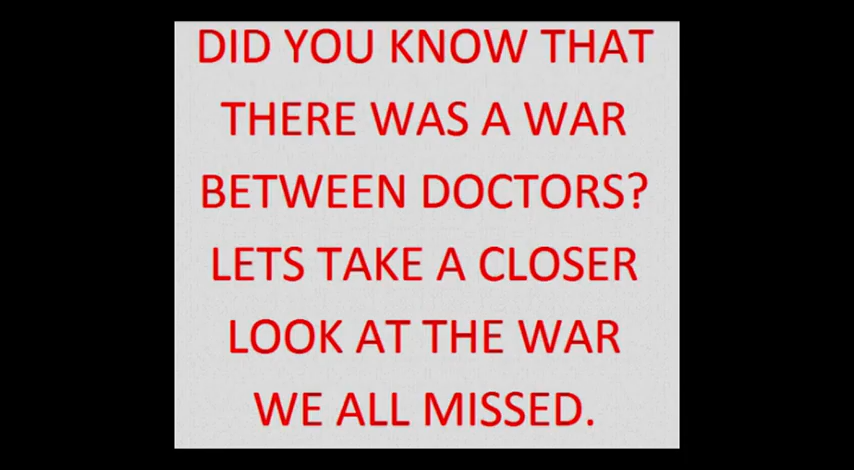 DID YOU KNOW THAT
THERE WAS A WAR
BETWEEN DOCTORS?
LETS TAKE A CLOSER
LOOK AT THE WAR
WE ALL MISSED.